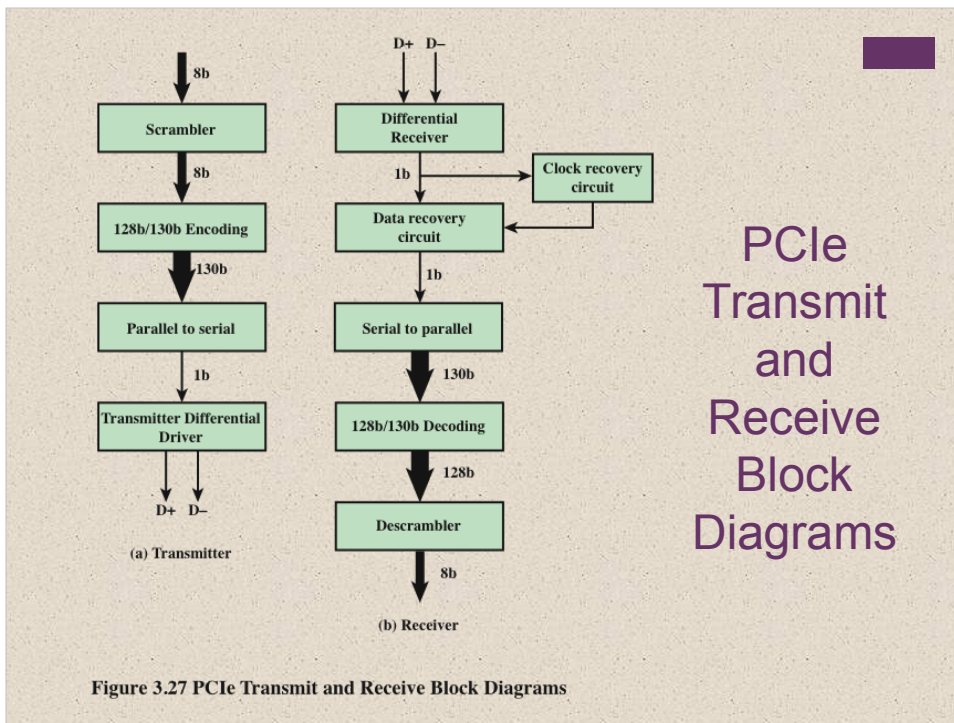 8b
Scrambler
8b
128b/130b Encoding
130b
Parallel to serial
1b
Transmitter Differential
Driver
D+ D–
(a) Transmitter
D+ D–
Differential
Receiver
1b
Clock recovery
circuit
Data recovery
circuit
1b
Serial to parallel
130b
128b/130b Decoding
128b
Descrambler
8b
(b) Receiver
PCIe
Transmit
and
Receive
Block
Diagrams
Figure 3.27 PCIe Transmit and Receive Block Diagrams